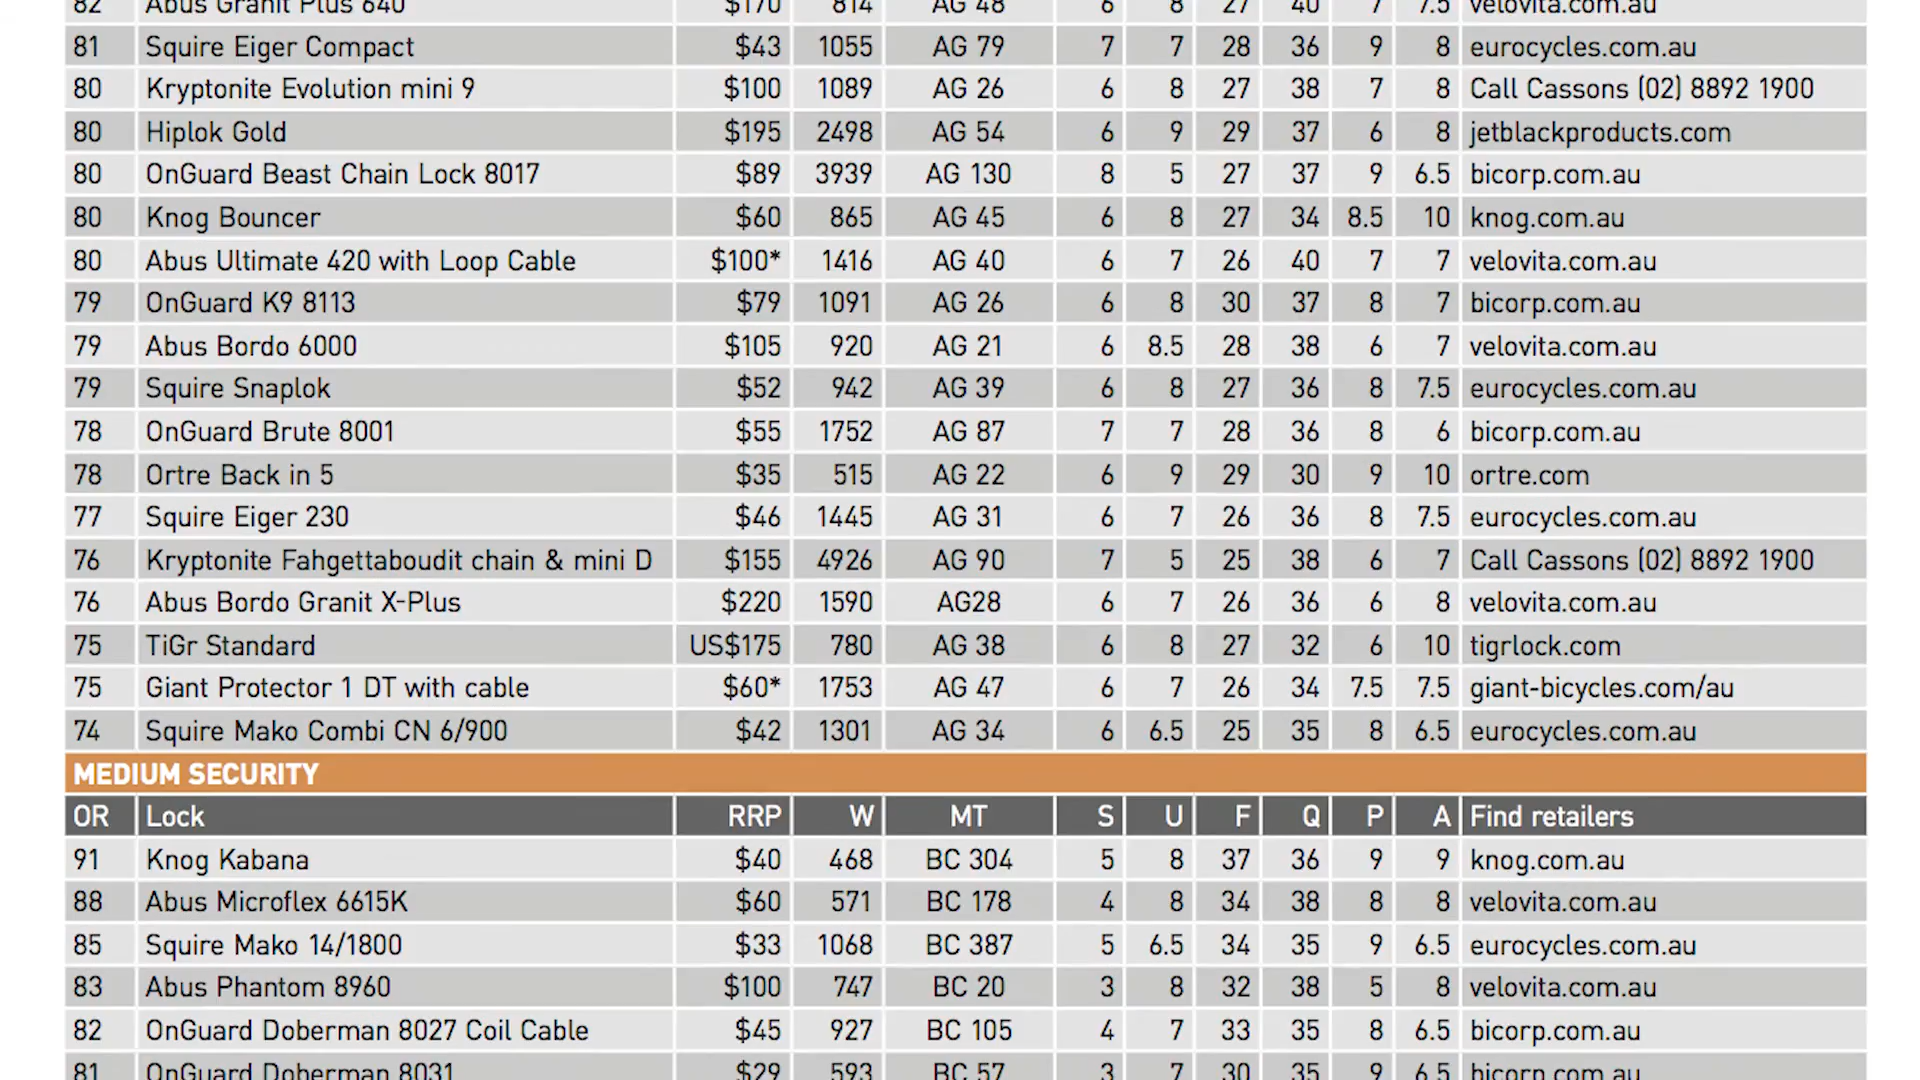 82 Abus Granit Plus 640 $170 814 AG 48 6 8 27 40 7 7.5 velovita.com.au
81 Squire Eiger Compact $43 1055 AG 79 7 7 28 36 9 8 eurocycles.com.au
80 Kryptonite Evolution mini 9 $100 1089 AG 26 6 8 27 38 7 8 Call Cassons (02) 8892 1900
80 Hiplok Gold $195 2498 AG 54 6 9 29 37 6 8 jetblackproducts.com
80 OnGuard Beast Chain Lock 8017 $89 3939 AG 130 8 5 27 37 9 6.5 bicorp.com.au
80 Knog Bouncer $60 865 AG 45 6 8 27 34 8.5 10 knog.com.au
80 Abus Ultimate 420 with Loop Cable $100* 1416 AG 40 6 7 26 40 7 7 velovita.com.au
79 OnGuard K9 8113 $79 1091 AG 26 6 8 30 37 8 7 bicorp.com.au
79 Abus Bordo 6000 $105 920 AG 21 6 8.5 28 38 6 7 velovita.com.au
79 Squire Snaplok $52 942 AG 39 6 8 27 36 8 7.5 eurocycles.com.au
78 OnGuard Brute 8001 $55 1752 AG 87 7 7 28 36 8 6 bicorp.com.au
78 Ortre Back in 5 $35 515 AG 22 6 9 29 30 9 10 ortre.com
77 Squire Eiger 230 $46 1445 AG 31 6 7 26 36 8 7.5 eurocycles.com.au
76 Kryptonite Fahgettaboudit chain & mini D $155 4926 AG 90 7 5 25 38 6 7 Call Cassons (02) 8892 1900
76 Abus Bordo Granit X-Plus $220 1590 AG28 6 7 26 36 6 8 velovita.com.au
75 TiGr Standard US$175 780 AG 38 6 8 27 32 6 10 tigrlock.com
75 Giant Protector 1 DT with cable $60* 1753 AG 47 6 7 26 34 7.5 7.5 giant-bicycles.com/au
74 Squire Mako Combi CN 6/900 $42 1301 AG 34 6 6.5 25 35 8 6.5 eurocycles.com.au
MEDIUM SECURITY
OR Lock RRP W MT S U F Q P A Find retailers
91 Knog Kabana $40 468 BC 304 5 8 37 36 9 9 knog.com.au
88 Abus Microflex 6615K $60 571 BC 178 4 8 34 38 8 8 velovita.com.au
85 Squire Mako 14/1800 $33 1068 BC 387 5 6.5 34 35 9 6.5 eurocycles.com.au
83 Abus Phantom 8960 $100 747 BC 20 3 8 32 38 5 8 velovita.com.au
82 OnGuard Doberman 8027 Coil Cable $45 927 BC 105 4 7 33 35 8 6.5 bicorp.com.au
81 OnGuard Doberman 8031 $29 593 BC 57 3 7 30 35 9 6.5 bicorp.com.au